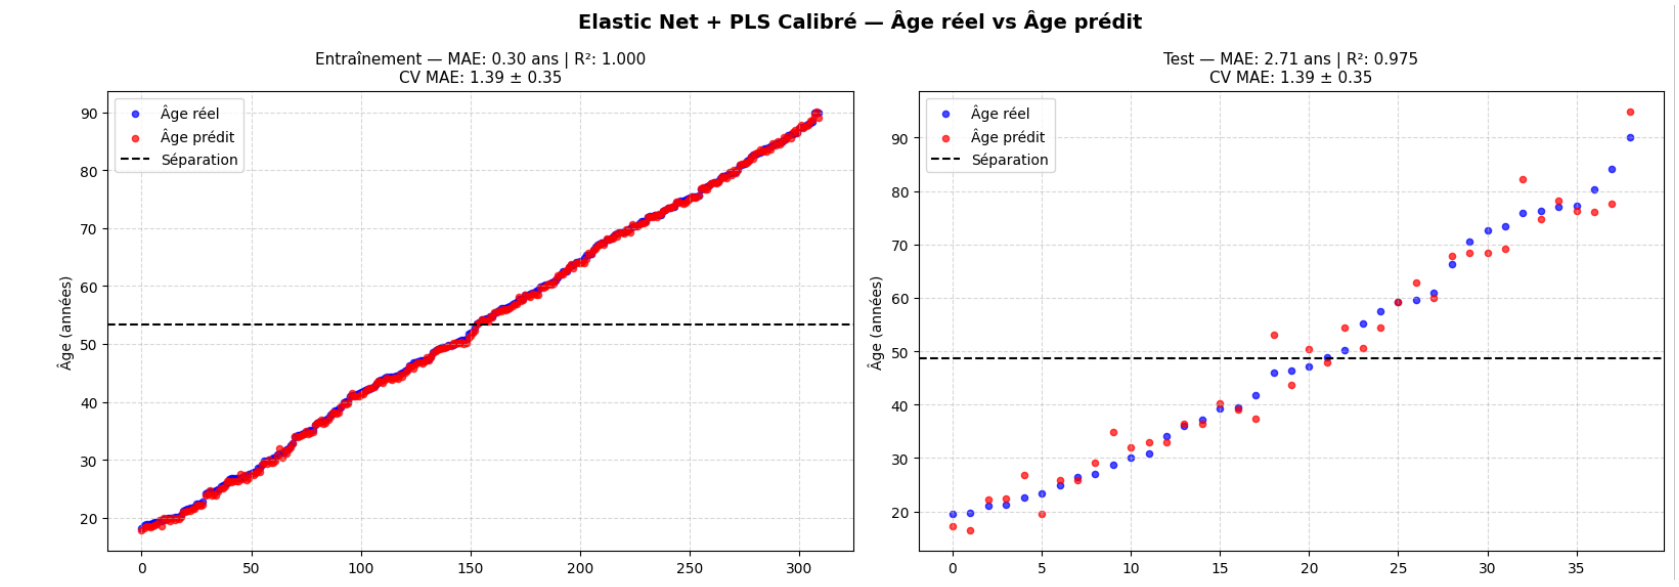 Elastic Net + PLS Calibré — Âge réel vs Âge prédit
Entraînement — MAE: 0.30 ans | R²: 1.000
CV MAE: 1.39 ± 0.35
Âge réel
Âge prédit
Séparation
Âge (années)
90
80
70
60
50
40
30
20
0 50 100 150 200 250 300
Test — MAE: 2.71 ans | R²: 0.975
CV MAE: 1.39 ± 0.35
Âge réel
Âge prédit
Séparation
Âge (années)
90
80
70
60
50
40
30
20
0 5 10 15 20 25 30 35